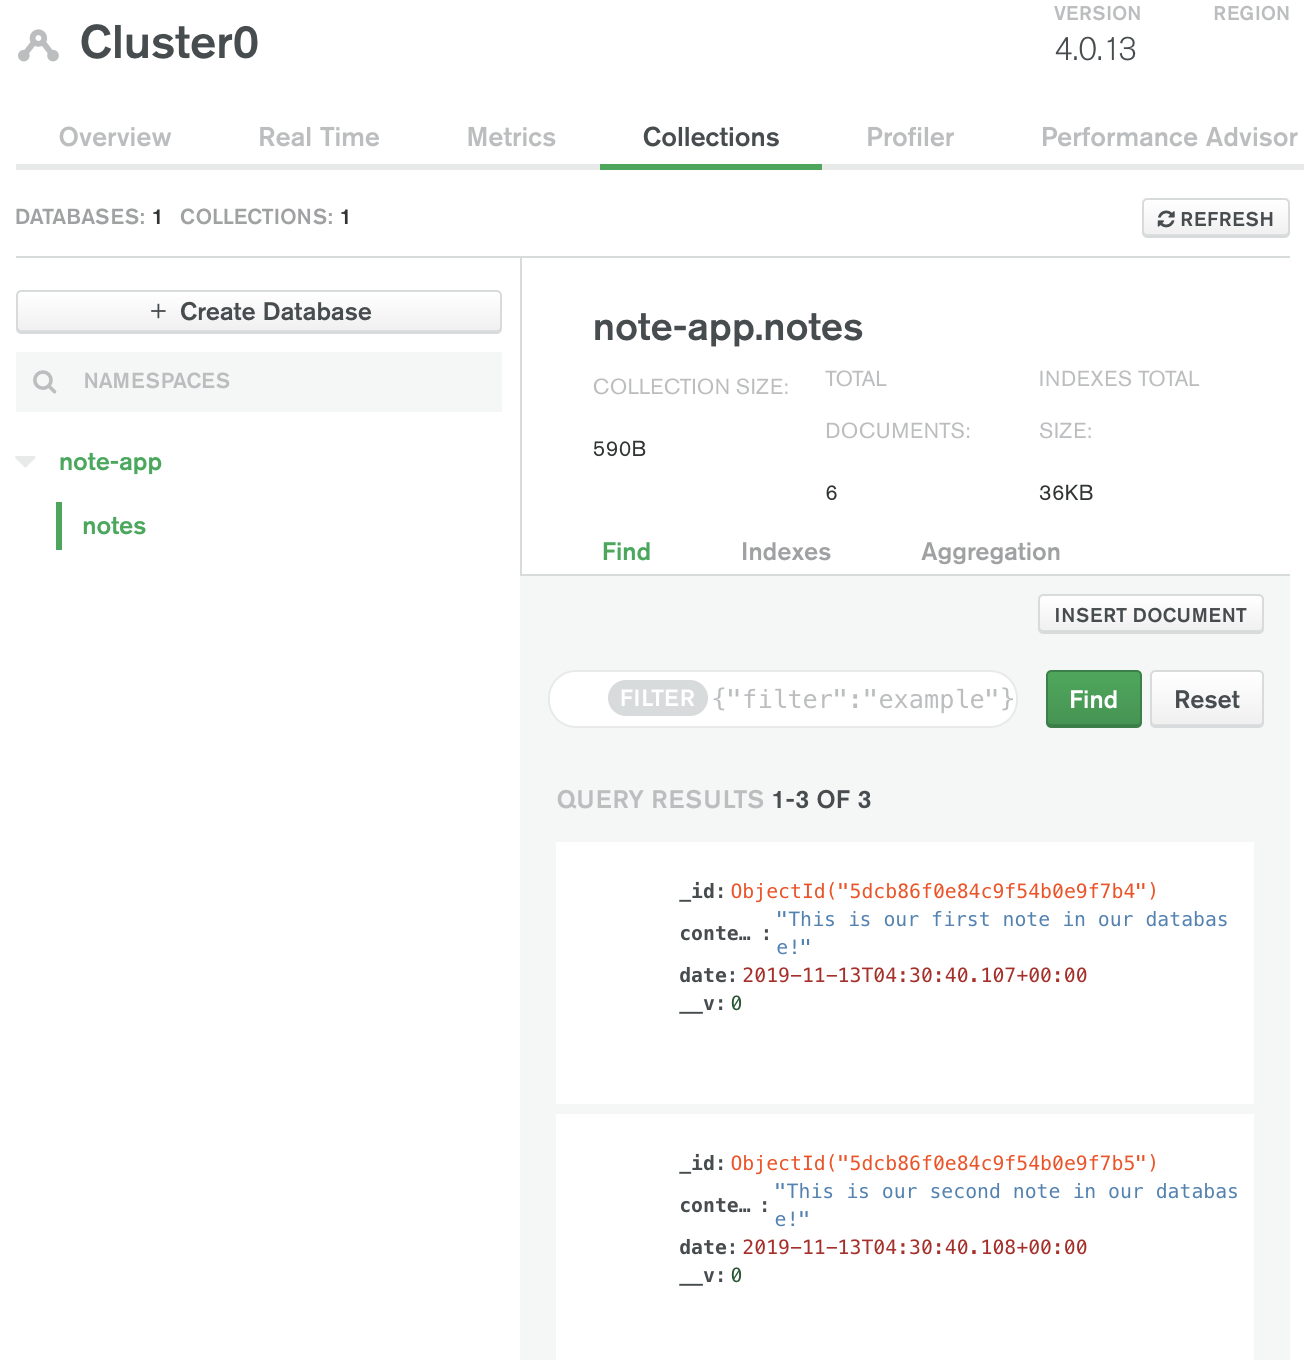 Cluster0
VERSION
REGION
4.0.13
Overview
Real Time
Metrics
Collections
Profiler
Performance Advisor
DATABASES: 1 COLLECTIONS: 1
REFRESH
+ Create Database
NAMESPACES
note-app
notes
note-app.notes
COLLECTION SIZE:
590B
TOTAL
DOCUMENTS:
6
INDEXES TOTAL
SIZE:
36KB
Find
Indexes
Aggregation
INSERT DOCUMENT
FILTER {"filter":"example"}
Find
Reset
QUERY RESULTS 1-3 OF 3
_id: ObjectId("5dcb86f0e84c9f54b0e9f7b4")
conte… : "This is our first note in our databas
e!"
date: 2019-11-13T04:30:40.107+00:00
__v: 0
_id: ObjectId("5dcb86f0e84c9f54b0e9f7b5")
conte… : "This is our second note in our databas
e!"
date: 2019-11-13T04:30:40.108+00:00
__v: 0